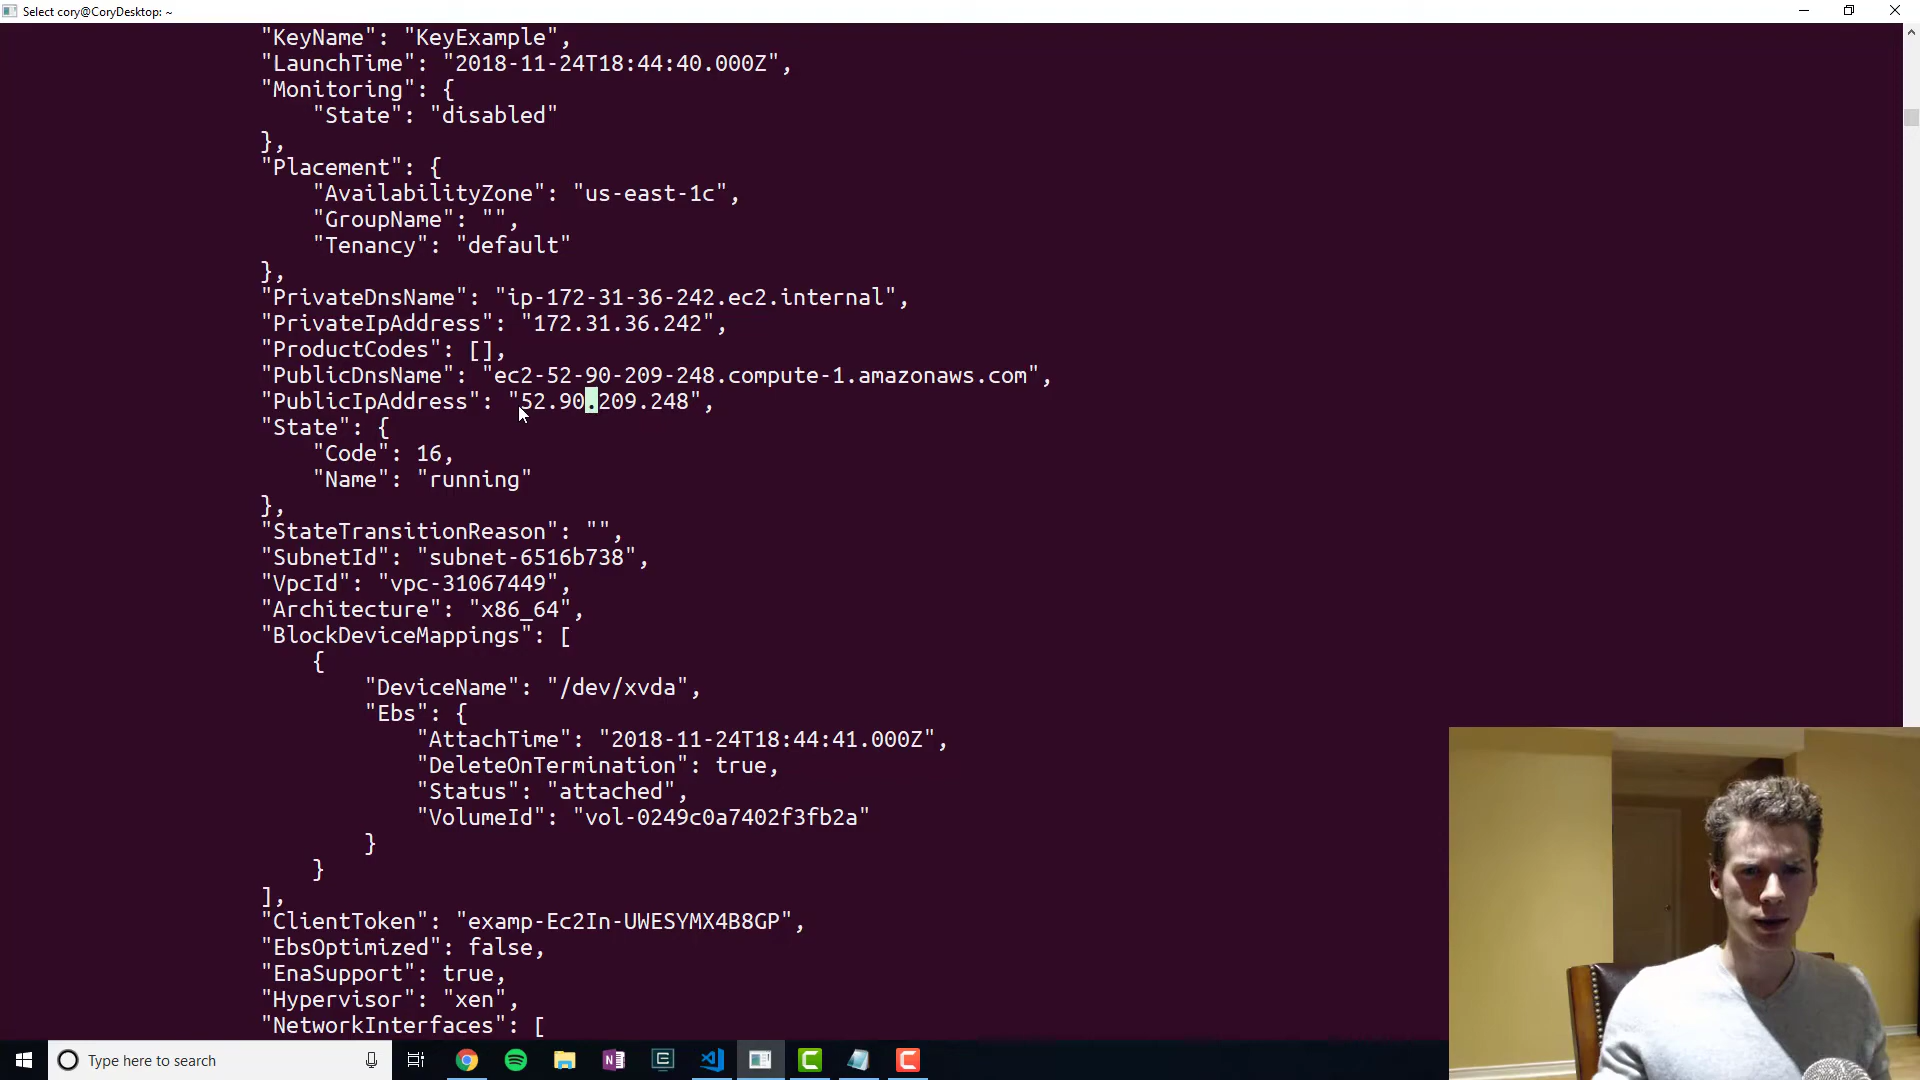 Select cory@CoryDesktop: ~
"KeyName": "KeyExample",
"LaunchTime": "2018-11-24T18:44:40.000Z",
"Monitoring": {
"State": "disabled"
},
"Placement": {
"AvailabilityZone": "us-east-1c",
"GroupName": "",
"Tenancy": "default"
},
"PrivateDnsName": "ip-172-31-36-242.ec2.internal",
"PrivateIpAddress": "172.31.36.242",
"ProductCodes": [],
"PublicDnsName": "ec2-52-90-209-248.compute-1.amazonaws.com",
"PublicIpAddress": "52.90.209.248",
"State": {
"Code": 16,
"Name": "running"
},
"StateTransitionReason": "",
"SubnetId": "subnet-6516b738",
"VpcId": "vpc-31067449",
"Architecture": "x86_64",
"BlockDeviceMappings": [
{
"DeviceName": "/dev/xvda",
"Ebs": {
"AttachTime": "2018-11-24T18:44:41.000Z",
"DeleteOnTermination": true,
"Status": "attached",
"VolumeId": "vol-0249c0a7402f3fb2a"
}
}
],
"ClientToken": "examp-Ec2In-UWESYMX4B8GP",
"EbsOptimized": false,
"EnaSupport": true,
"Hypervisor": "xen",
"NetworkInterfaces": [
Type here to search